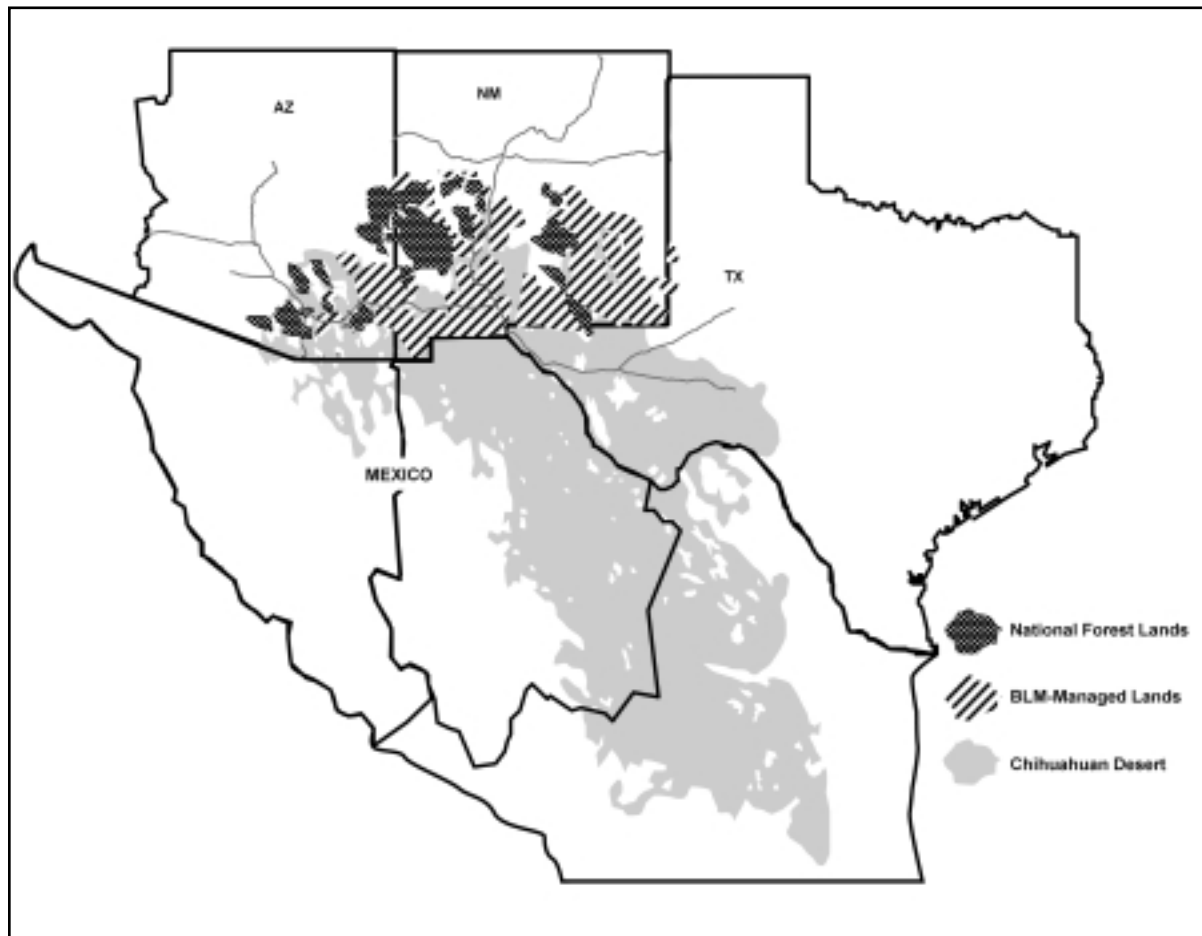 AZ
NM
TX
MEXICO
National Forest Lands
BLM-Managed Lands
Chihuahuan Desert